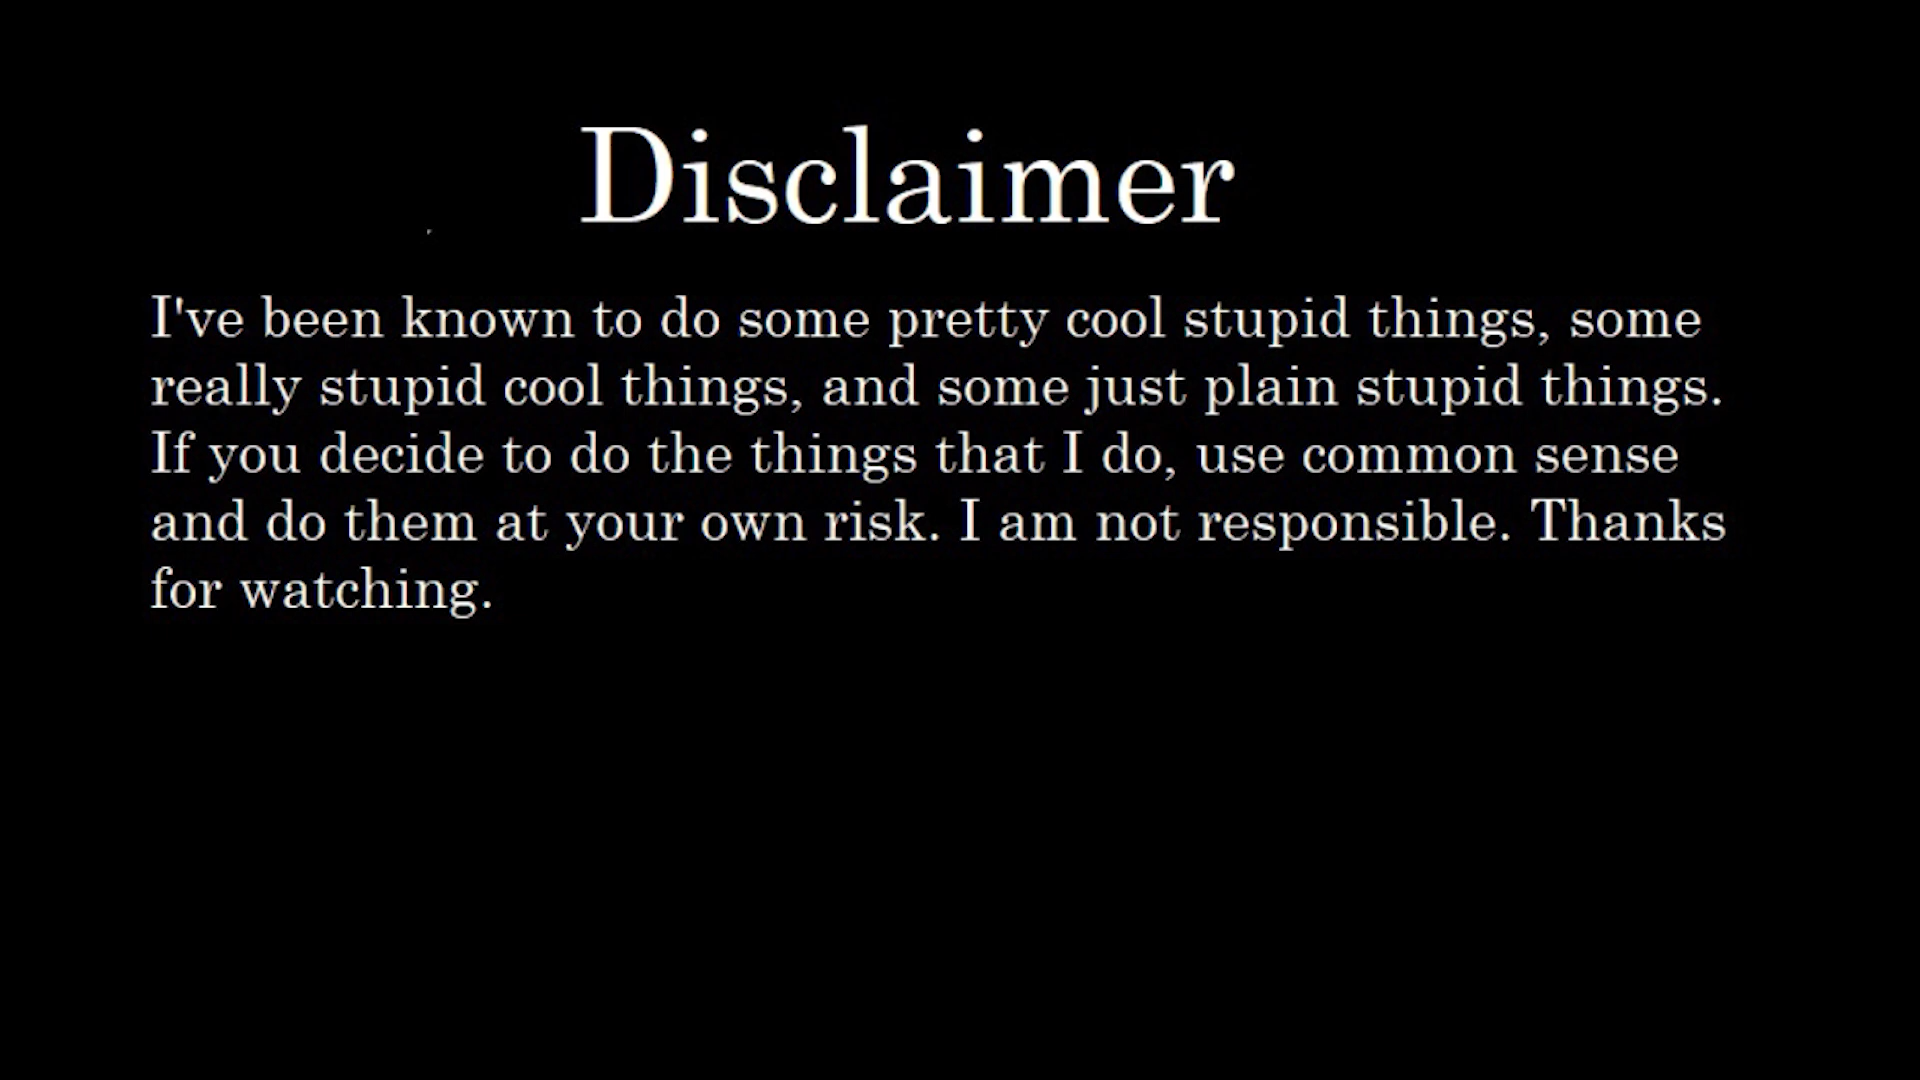 Disclaimer
I've been known to do some pretty cool stupid things, some
really stupid cool things, and some just plain stupid things.
If you decide to do the things that I do, use common sense
and do them at your own risk. I am not responsible. Thanks
for watching.